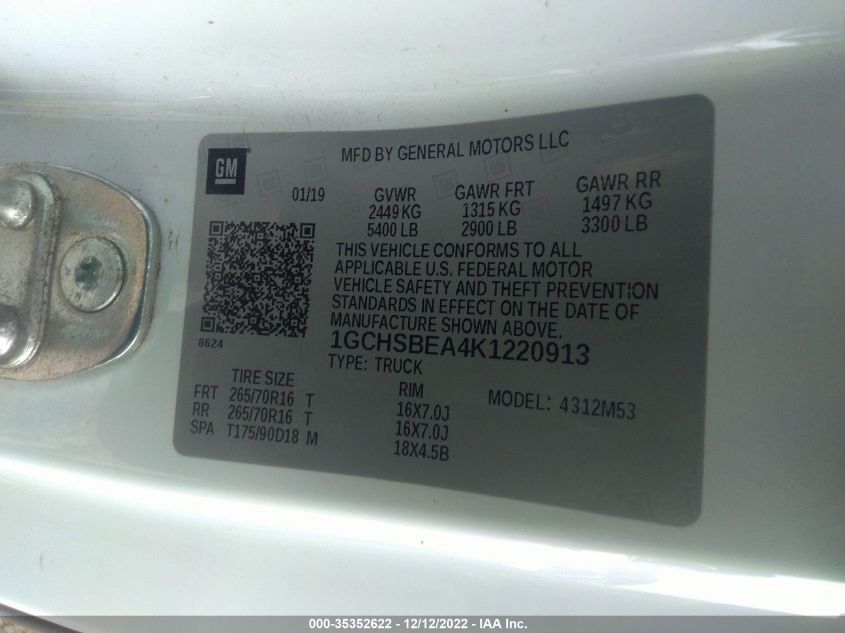 GM
MFD BY GENERAL MOTORS LLC
01/19 GVWR GAWR FRT GAWR RR
2449 KG 1315 KG 1497 KG
5400 LB 2900 LB 3300 LB
THIS VEHICLE CONFORMS TO ALL
APPLICABLE U.S. FEDERAL MOTOR
VEHICLE SAFETY AND THEFT PREVENTION
STANDARDS IN EFFECT ON THE DATE OF
MANUFACTURE SHOWN ABOVE.
8624
1GCHSBEA4K1220913
TYPE: TRUCK
TIRE SIZE RIM
FRT 265/70R16 T 16X7.0J
RR 265/70R16 T 16X7.0J
SPA T175/90D18 M 18X4.5B
MODEL: 4312M53
000-35352622 - 12/12/2022 - IAA Inc.